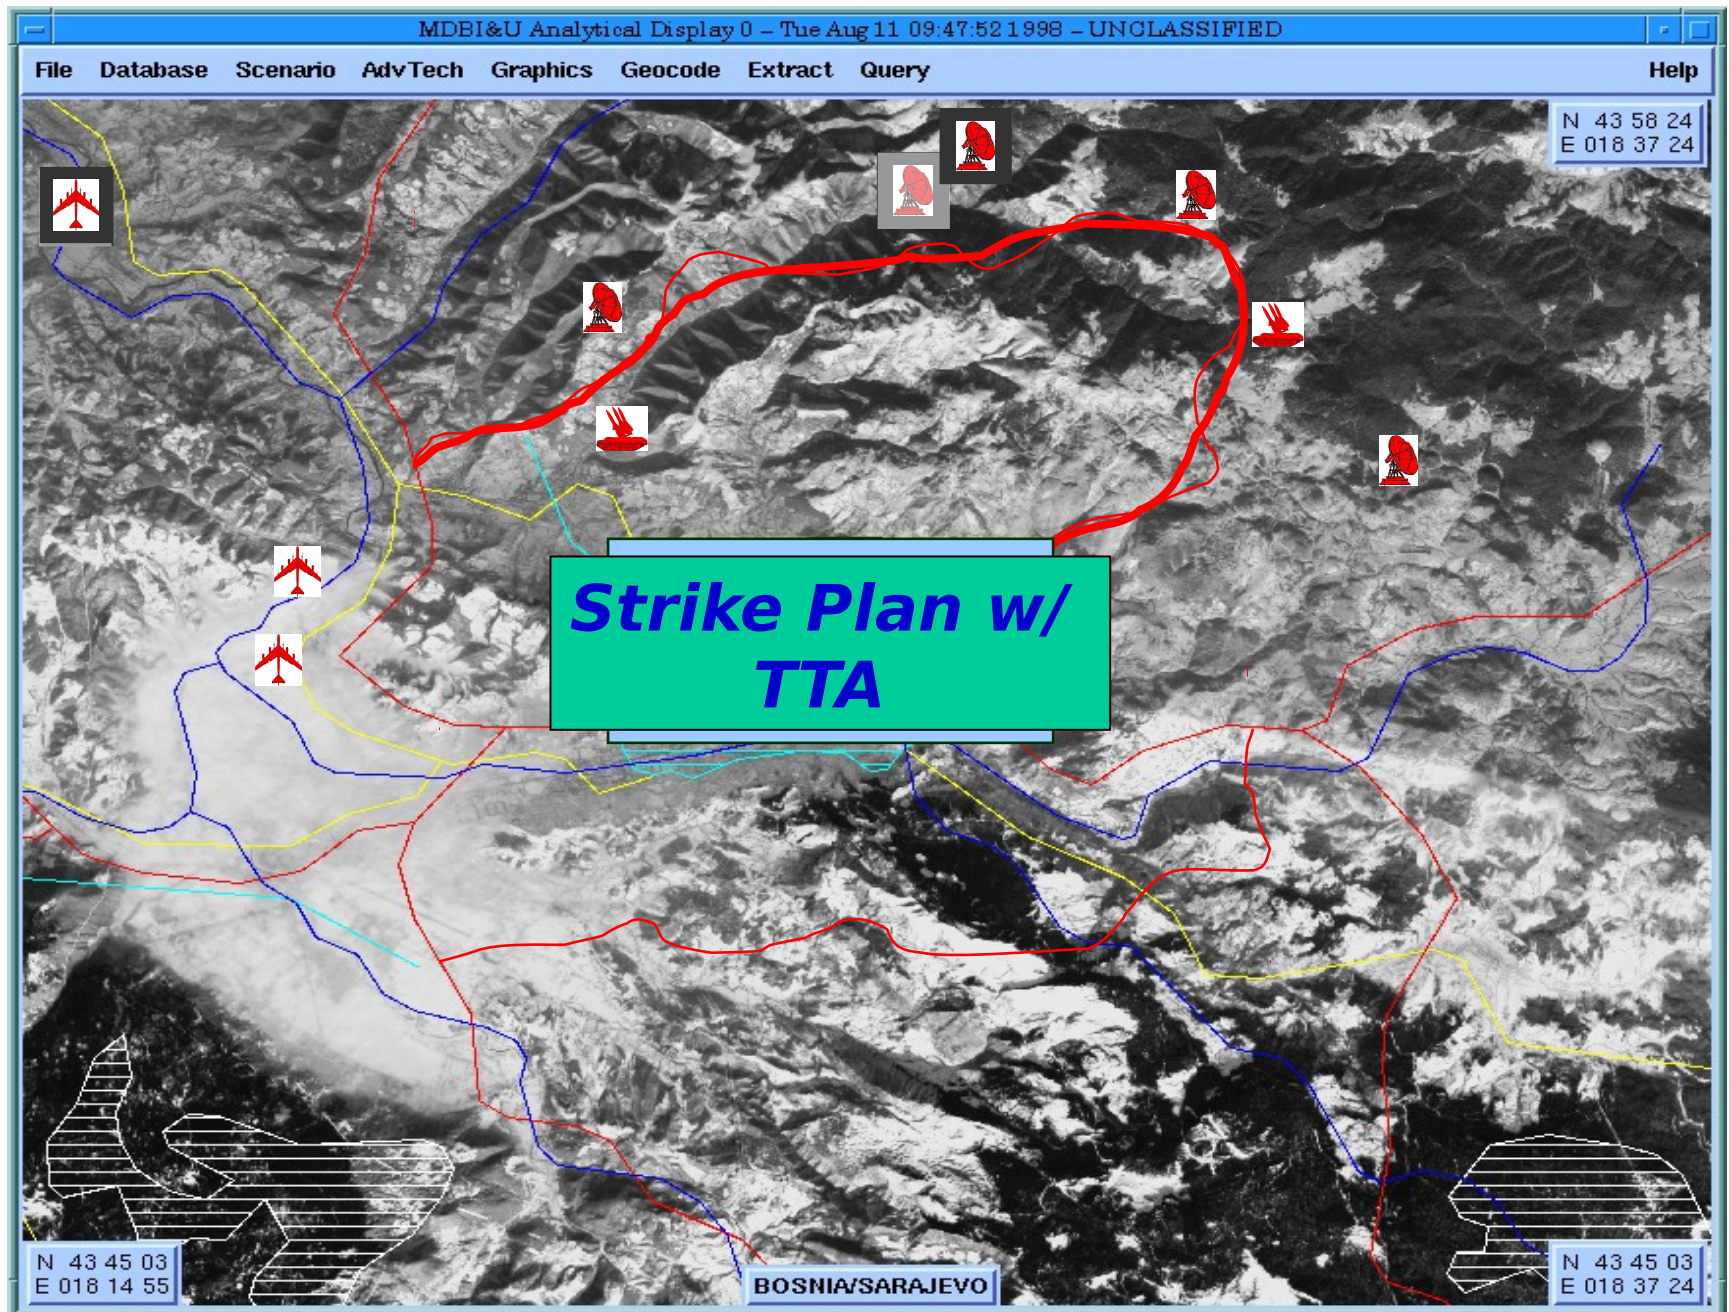 MDBI&U Analytical Display 0 – Tue Aug 11 09:47:52 1998 – UNCLASSIFIED
File Database Scenario AdvTech Graphics Geocode Extract Query Help
N 43 58 24
E 018 37 24
Strike Plan w/
TTA
N 43 45 03
E 018 14 55
BOSNIA/SARAJEVO
N 43 45 03
E 018 37 24